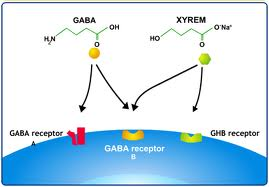 GABA
XYREM
OH
H₂N
O
O⁻Na⁺
HO
O
GABA receptor
A
GABA receptor
B
GHB receptor